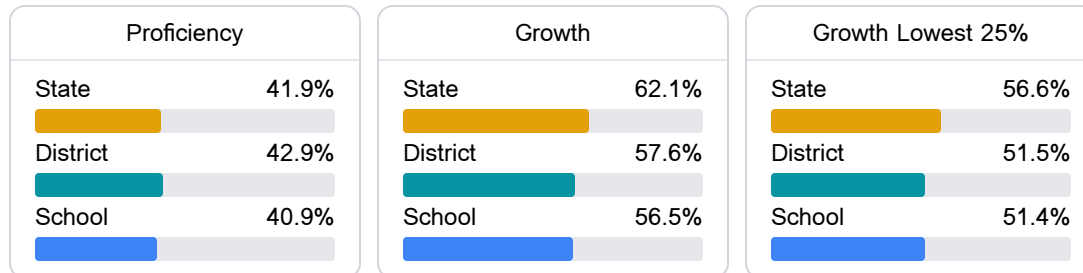 Proficiency
State 41.9%
District 42.9%
School 40.9%
Growth
State 62.1%
District 57.6%
School 56.5%
Growth Lowest 25%
State 56.6%
District 51.5%
School 51.4%